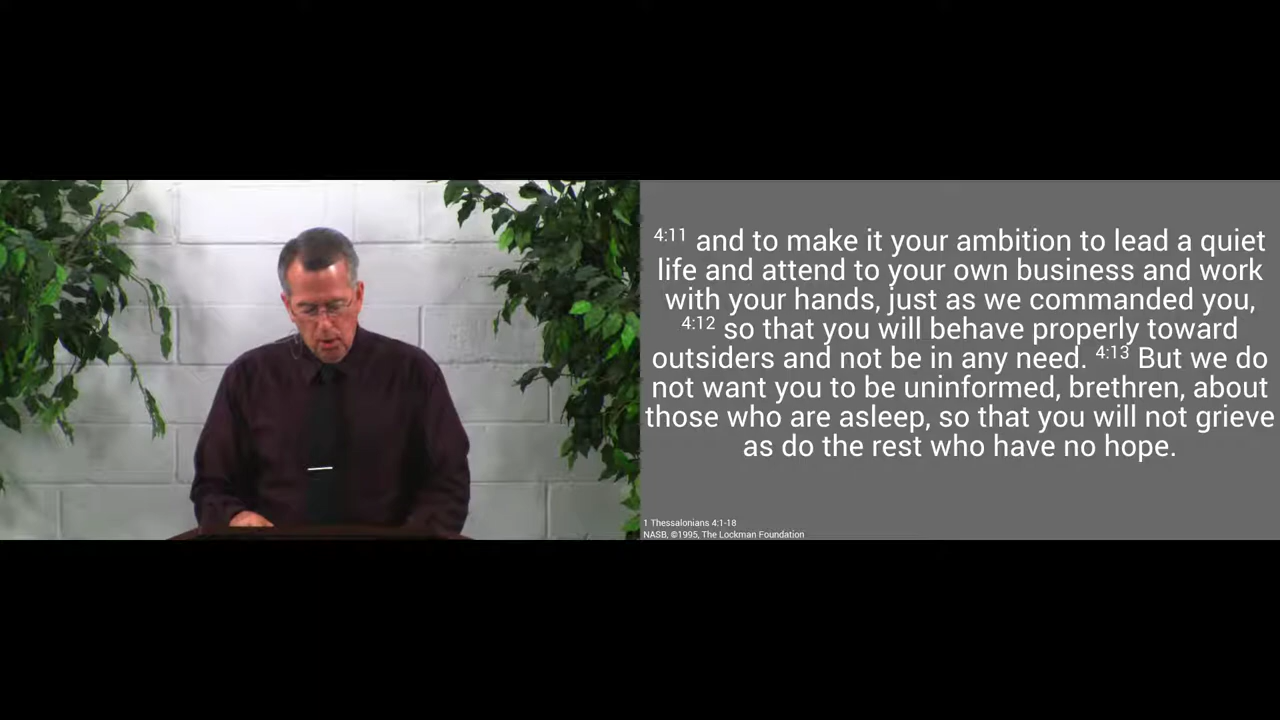 4:11 and to make it your ambition to lead a quiet
life and attend to your own business and work
with your hands, just as we commanded you,
4:12 so that you will behave properly toward
outsiders and not be in any need. 4:13 But we do
not want you to be uninformed, brethren, about
those who are asleep, so that you will not grieve
as do the rest who have no hope.
1 Thessalonians 4:1-18
NASB, ©1995, The Lockman Foundation